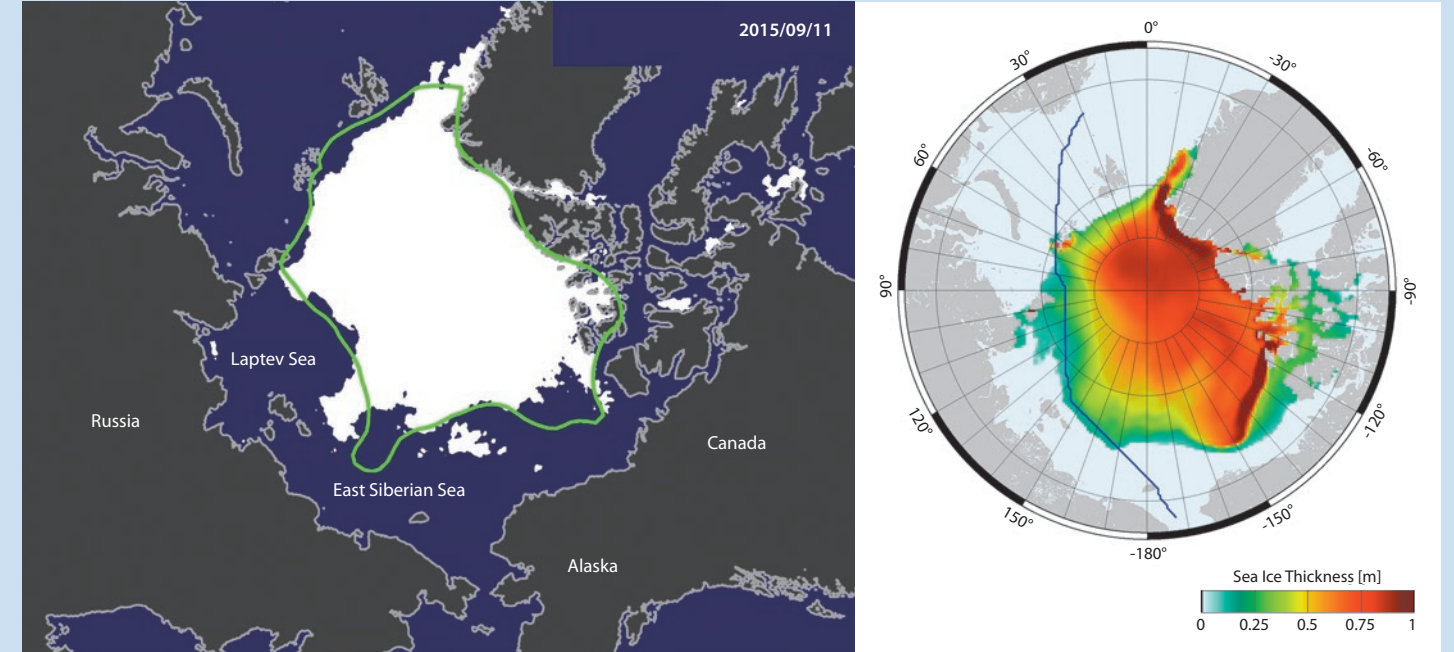 2015/09/11
Laptev Sea
Russia
Canada
East Siberian Sea
Alaska
0°
30°
-30°
60°
-60°
90°
-90°
120°
-120°
150°
-150°
-180°
Sea Ice Thickness [m]
0 0.25 0.5 0.75 1